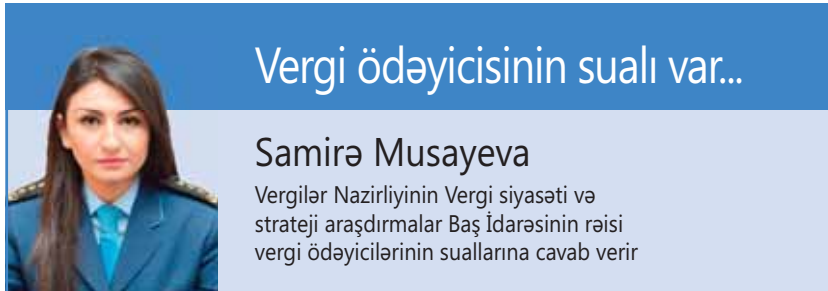 Vergi ödəyicisinin sualı var...
Samirə Musayeva
Vergilər Nazirliyinin Vergi siyasəti və
strateji araşdırmalar Baş İdarəsinin rəisi
vergi ödəyicilərinin suallarına cavab verir